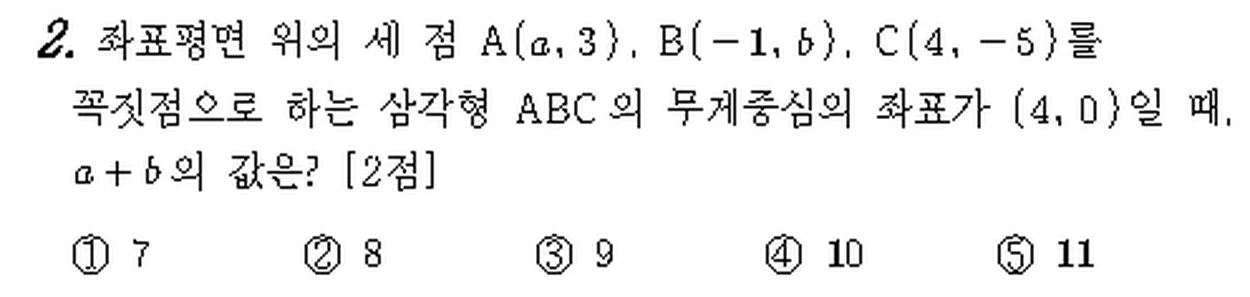 2. 좌표평면 위의 세 점 A(a, 3), B(-1, b), C(4, -5)를
꼭짓점으로 하는 삼각형 ABC의 무게중심의 좌표가 (4, 0)일 때,
a+b의 값은? [2점]
① 7 ② 8 ③ 9 ④ 10 ⑤ 11